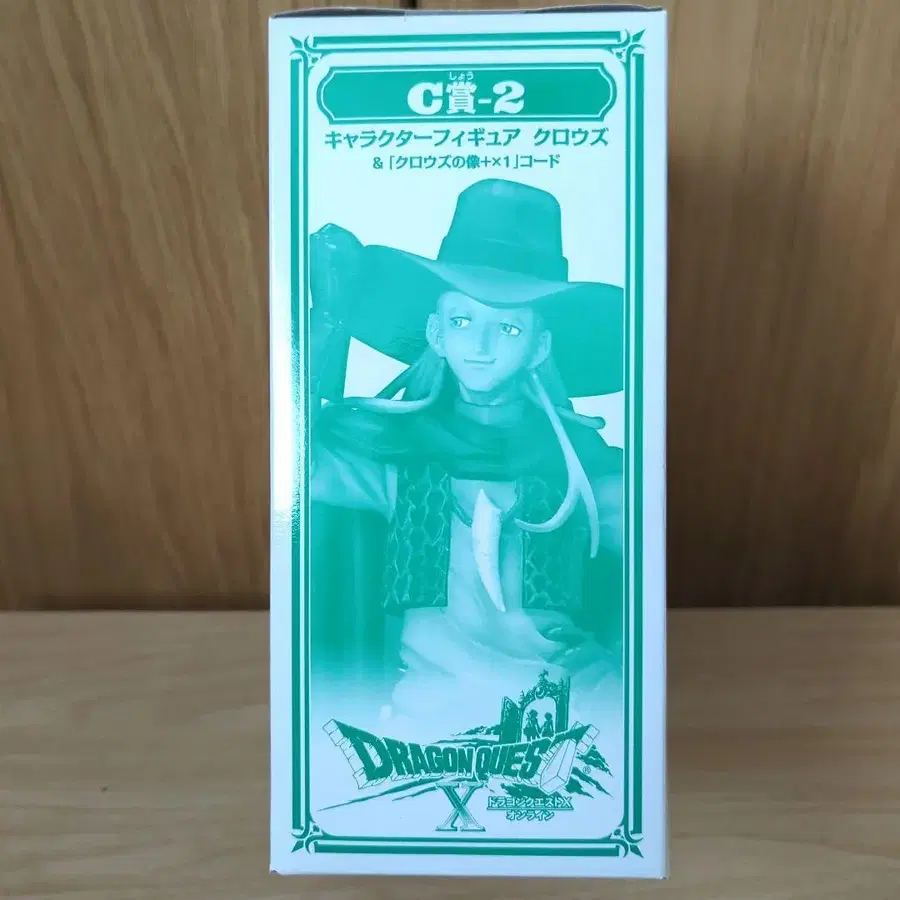 しょう
C賞-2
キャラクターフィギュア クロウズ
&「クロウズの像+×1」コード
DRAGON QUEST®
X
ドラゴンクエストX
オンライン